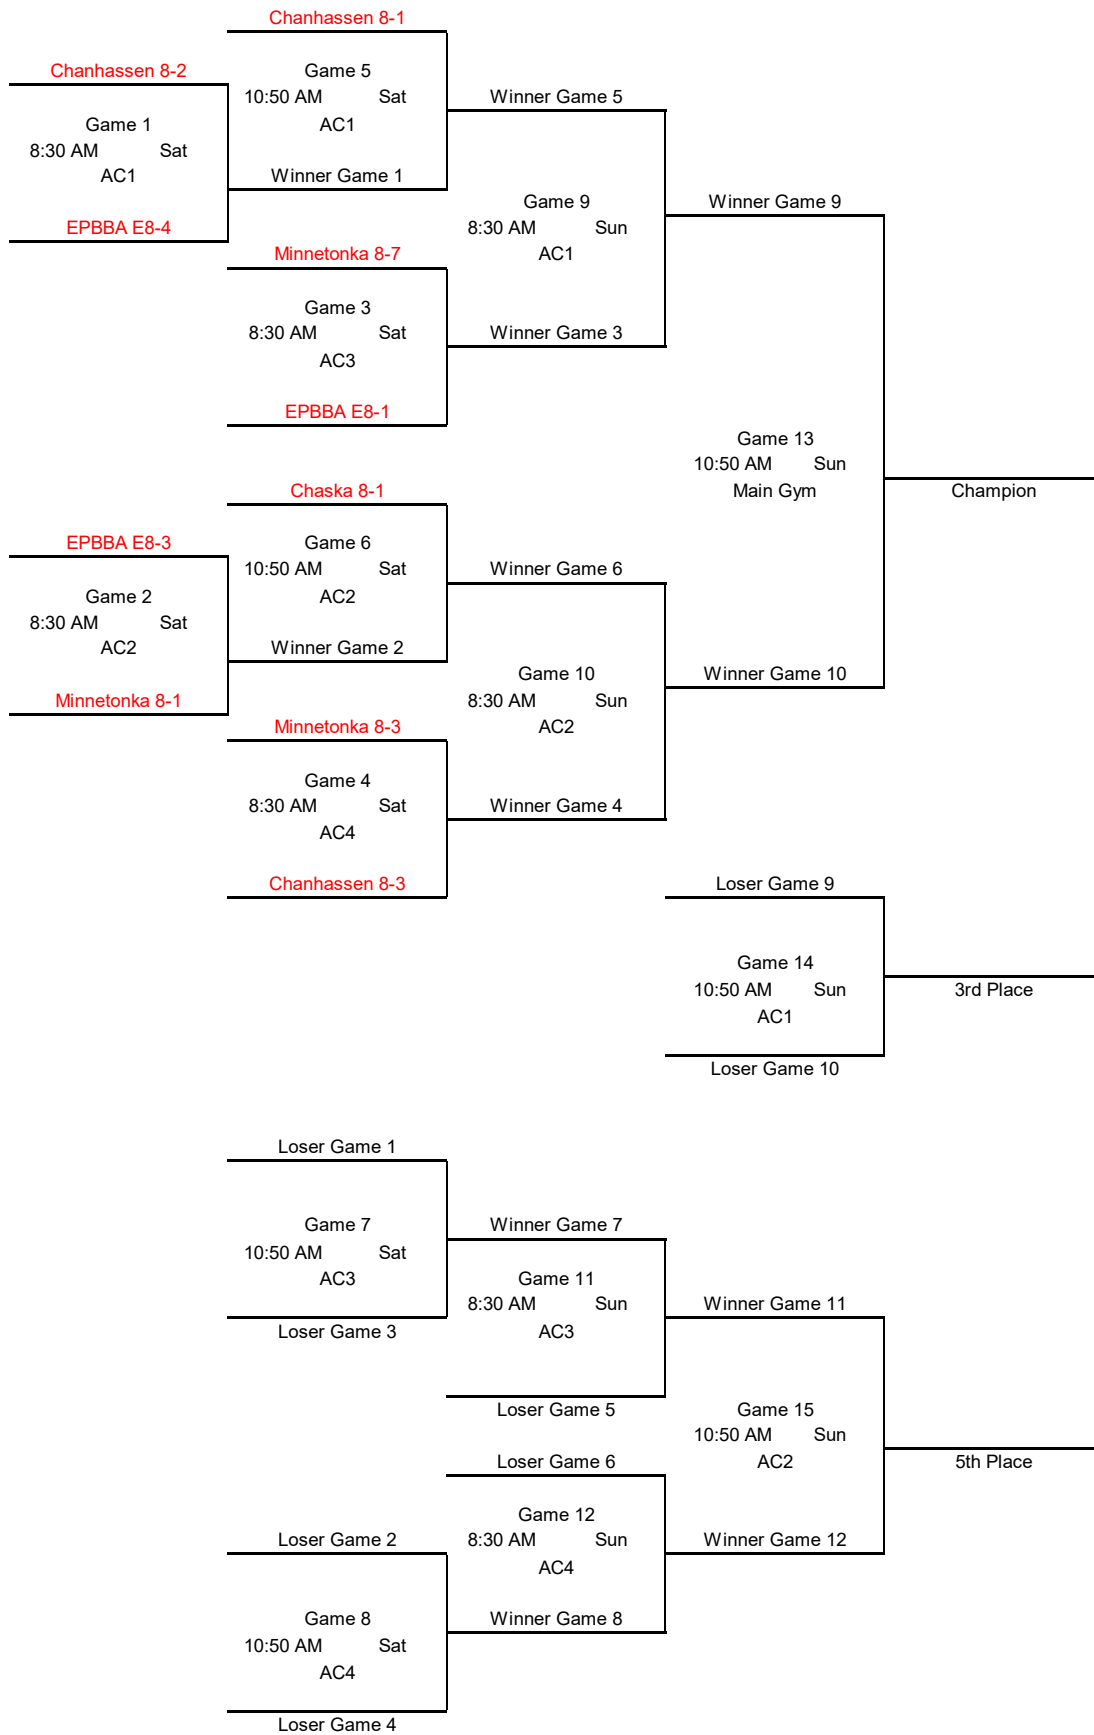 Chanhassen 8-1
Chanhassen 8-2
Game 5
10:50 AM Sat
AC1
Winner Game 5
Game 1
8:30 AM Sat
AC1
Winner Game 1
EPBBA E8-4
Game 9
8:30 AM Sun
AC1
Winner Game 9
Minnetonka 8-7
Game 3
8:30 AM Sat
AC3
Winner Game 3
EPBBA E8-1
Game 13
10:50 AM Sun
Main Gym
Champion
Chaska 8-1
EPBBA E8-3
Game 6
10:50 AM Sat
AC2
Winner Game 6
Game 2
8:30 AM Sat
AC2
Winner Game 2
Minnetonka 8-1
Game 10
8:30 AM Sun
AC2
Winner Game 10
Minnetonka 8-3
Game 4
8:30 AM Sat
AC4
Winner Game 4
Chanhassen 8-3
Loser Game 9
Game 14
10:50 AM Sun
AC1
3rd Place
Loser Game 10
Loser Game 1
Game 7
10:50 AM Sat
AC3
Winner Game 7
Loser Game 3
Game 11
8:30 AM Sun
AC3
Winner Game 11
Loser Game 5
Game 15
10:50 AM Sun
AC2
5th Place
Loser Game 6
Game 12
8:30 AM Sun
AC4
Winner Game 12
Loser Game 2
Game 8
10:50 AM Sat
AC4
Winner Game 8
Loser Game 4